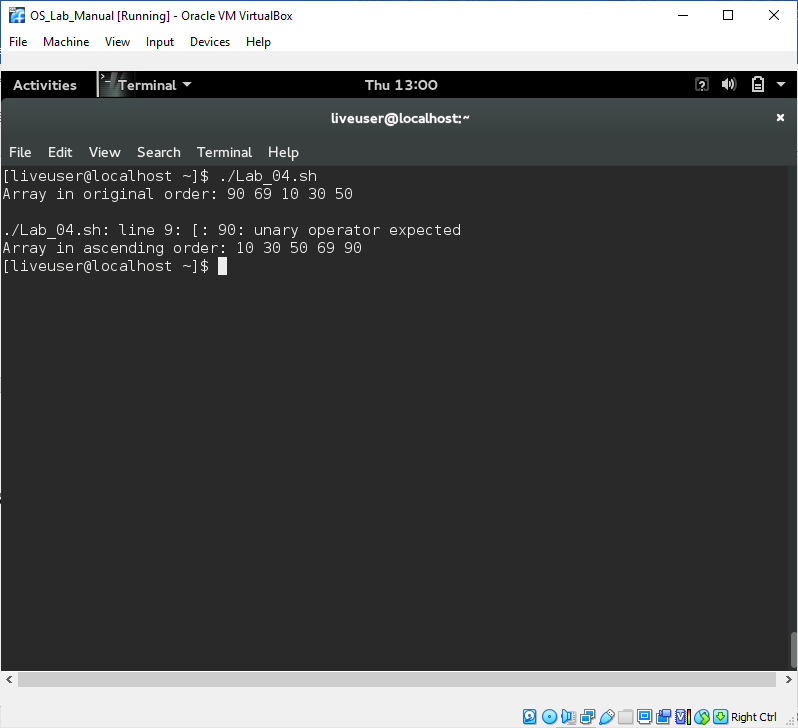 OS_Lab_Manual [Running] - Oracle VM VirtualBox
File Machine View Input Devices Help
Activities Terminal Thu 13:00
liveuser@localhost:~
File Edit View Search Terminal Help
[liveuser@localhost ~]$ ./Lab_04.sh
Array in original order: 90 69 10 30 50
./Lab_04.sh: line 9: [: 90: unary operator expected
Array in ascending order: 10 30 50 69 90
[liveuser@localhost ~]$
Right Ctrl